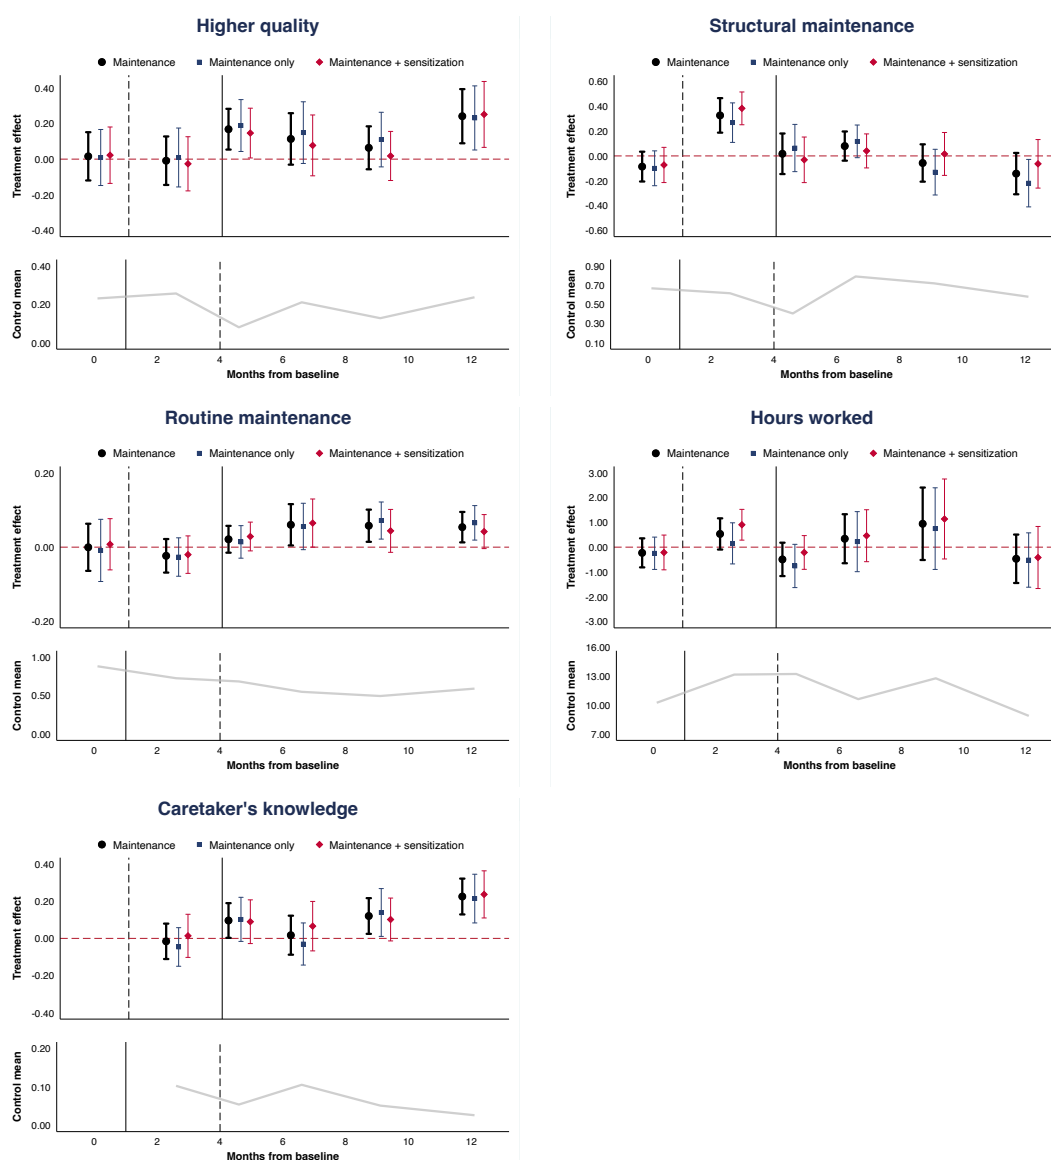 Higher quality
Maintenance
Maintenance only
Maintenance + sensitization
Treatment effect
0.40
0.20
0.00
-0.20
-0.40
Control mean
0.40
0.20
0.00
0 2 4 6 8 10 12
Months from baseline
Structural maintenance
Maintenance
Maintenance only
Maintenance + sensitization
Treatment effect
0.60
0.40
0.20
0.00
-0.20
-0.40
-0.60
Control mean
0.90
0.70
0.50
0.30
0.10
0 2 4 6 8 10 12
Months from baseline
Routine maintenance
Maintenance
Maintenance only
Maintenance + sensitization
Treatment effect
0.20
0.00
-0.20
Control mean
1.00
0.50
0.00
0 2 4 6 8 10 12
Months from baseline
Hours worked
Maintenance
Maintenance only
Maintenance + sensitization
Treatment effect
3.00
2.00
1.00
0.00
-1.00
-2.00
-3.00
Control mean
16.00
13.00
10.00
7.00
0 2 4 6 8 10 12
Months from baseline
Caretaker's knowledge
Maintenance
Maintenance only
Maintenance + sensitization
Treatment effect
0.40
0.20
0.00
-0.20
-0.40
Control mean
0.20
0.10
0.00
0 2 4 6 8 10 12
Months from baseline